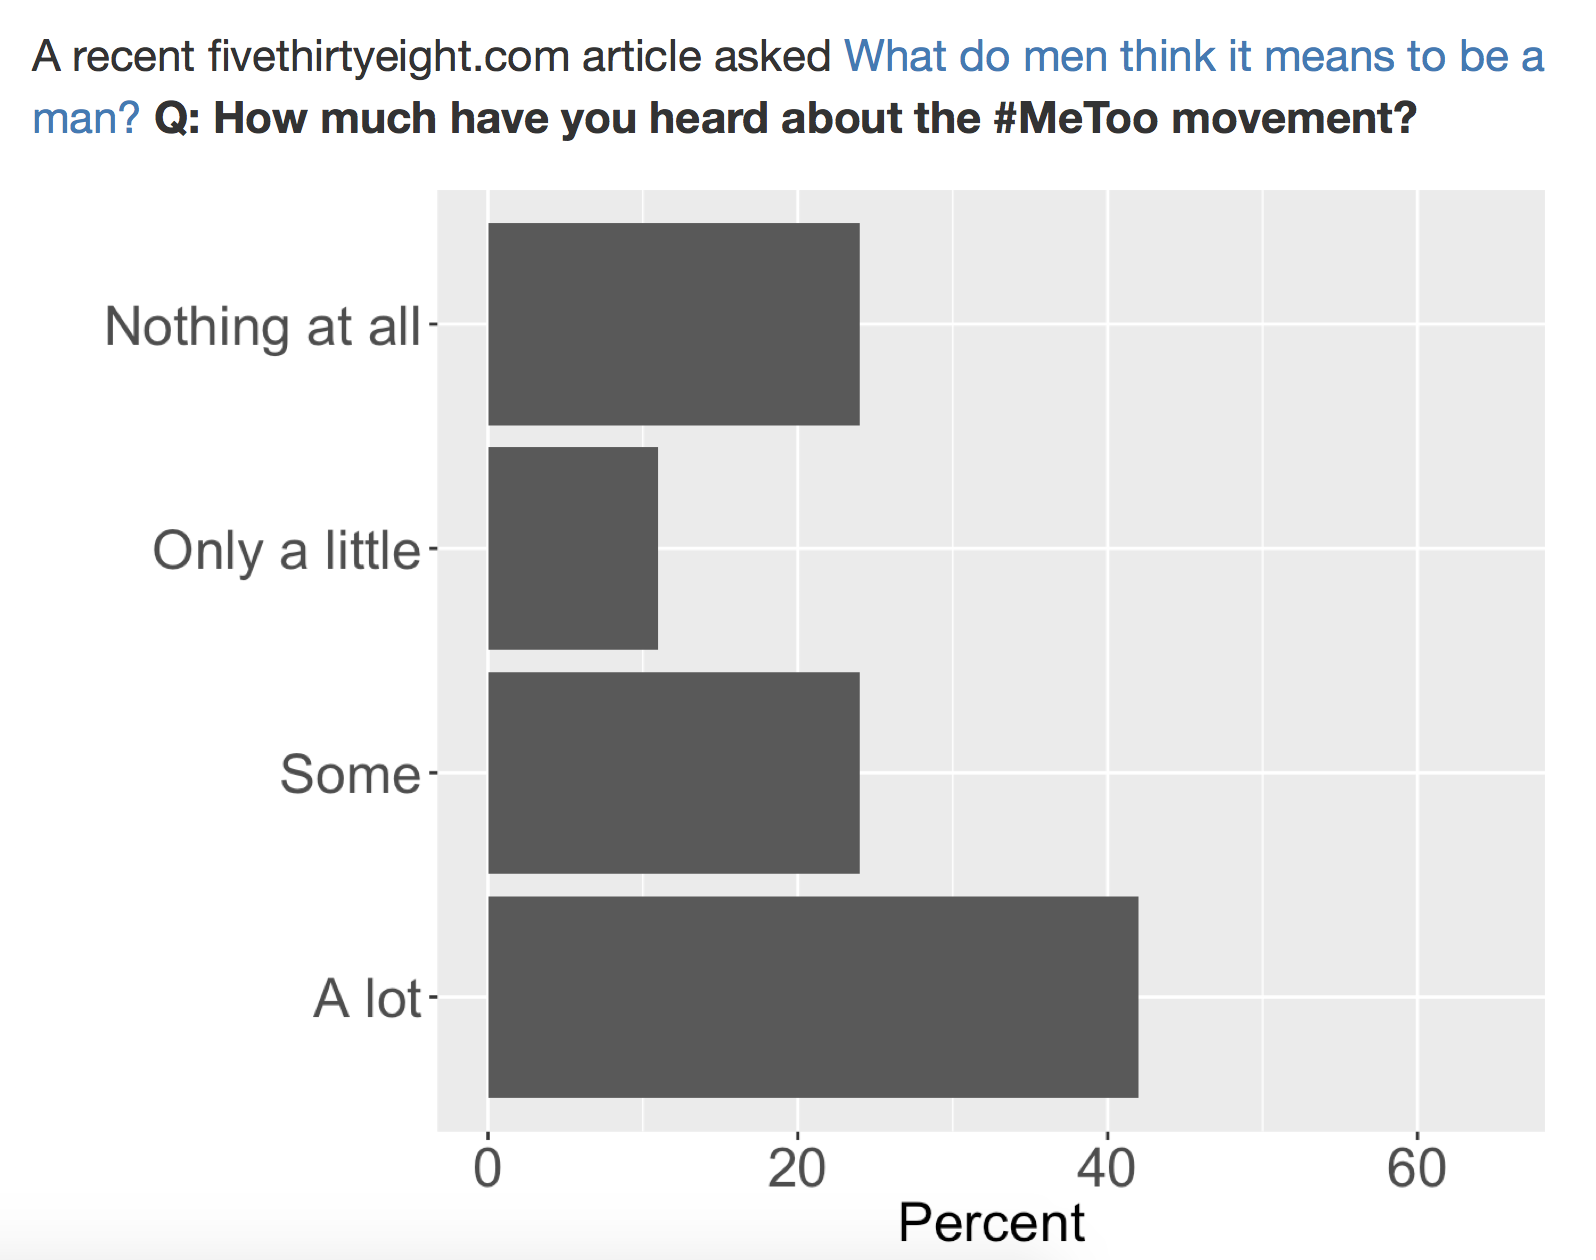 A recent fivethirtyeight.com article asked What do men think it means to be a
man? Q: How much have you heard about the #MeToo movement?
Nothing at all
Only a little
Some
A lot
0 20 40 60
Percent